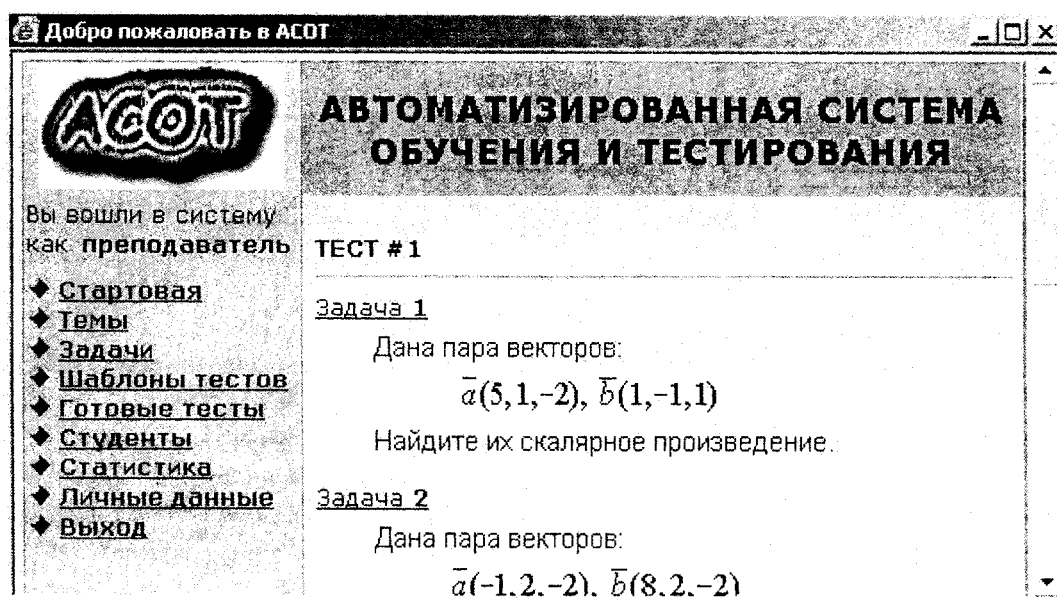 Добро пожаловать в АСОТ
АСОТ
АВТОМАТИЗИРОВАННАЯ СИСТЕМА
ОБУЧЕНИЯ И ТЕСТИРОВАНИЯ
Вы вошли в систему
как преподаватель
Стартовая
Темы
Задачи
Шаблоны тестов
Готовые тесты
Студенты
Статистика
Личные данные
Выход
ТЕСТ # 1
Задача 1
Дана пара векторов:
a̅(5,1,−2), b̅(1,−1,1)
Найдите их скалярное произведение.
Задача 2
Дана пара векторов:
a̅(−1,2,−2), b̅(8,2,−2)